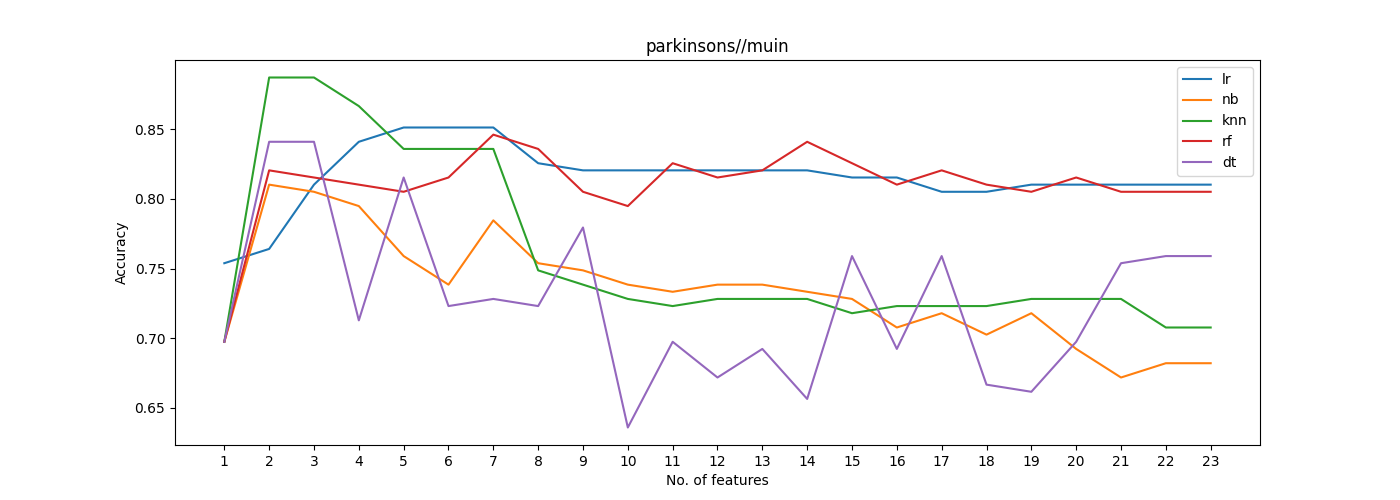 parkinsons//muin
lr
nb
knn
rf
dt
Accuracy
0.85
0.80
0.75
0.70
0.65
1 2 3 4 5 6 7 8 9 10 11 12 13 14 15 16 17 18 19 20 21 22 23
No. of features